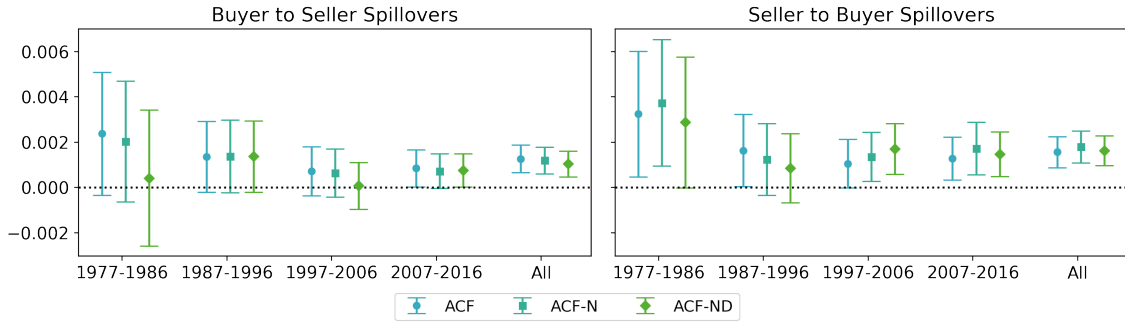 Buyer to Seller Spillovers
Seller to Buyer Spillovers
0.006
0.004
0.002
0.000
−0.002
1977-1986 1987-1996 1997-2006 2007-2016 All
1977-1986 1987-1996 1997-2006 2007-2016 All
ACF ACF-N ACF-ND